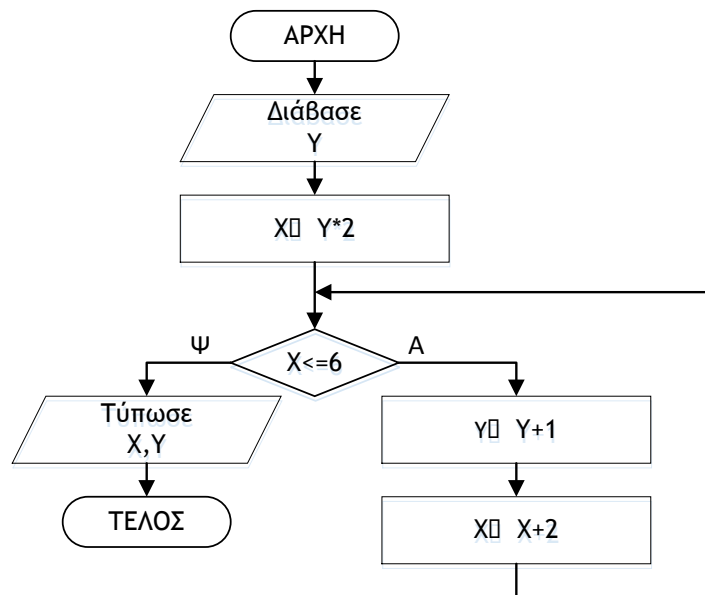 ΑΡΧΗ
Διάβασε
Υ
Χ Υ*2
Ψ
Χ<=6
Α
Τύπωσε
Χ,Υ
Υ Υ+1
ΤΕΛΟΣ
Χ Χ+2